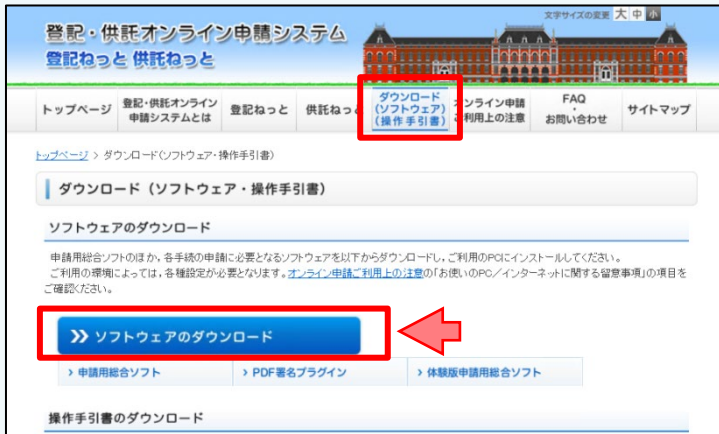 文字サイズの変更 大 中 小
登記・供託オンライン申請システム
登記ねっと 供託ねっと
トップページ
登記・供託オンライン
申請システムとは
登記ねっと
供託ねっ
ダウンロード
(ソフトウェア)
(操作手引書)
ンライン申請
ご利用上の注意
FAQ
・
お問い合わせ
サイトマップ
トップページ > ダウンロード(ソフトウェア・操作手引書)
ダウンロード（ソフトウェア・操作手引書）
ソフトウェアのダウンロード
申請用総合ソフトのほか、各手続の申請に必要となるソフトウェアを以下からダウンロードし、ご利用のPCにインストールしてください。
ご利用の環境によっては、各種設定が必要となります。オンライン申請ご利用上の注意の「お使いのPC／インターネットに関する留意事項」の項目を
ご確認ください。
ソフトウェアのダウンロード
申請用総合ソフト
PDF署名プラグイン
体験版申請用総合ソフト
操作手引書のダウンロード